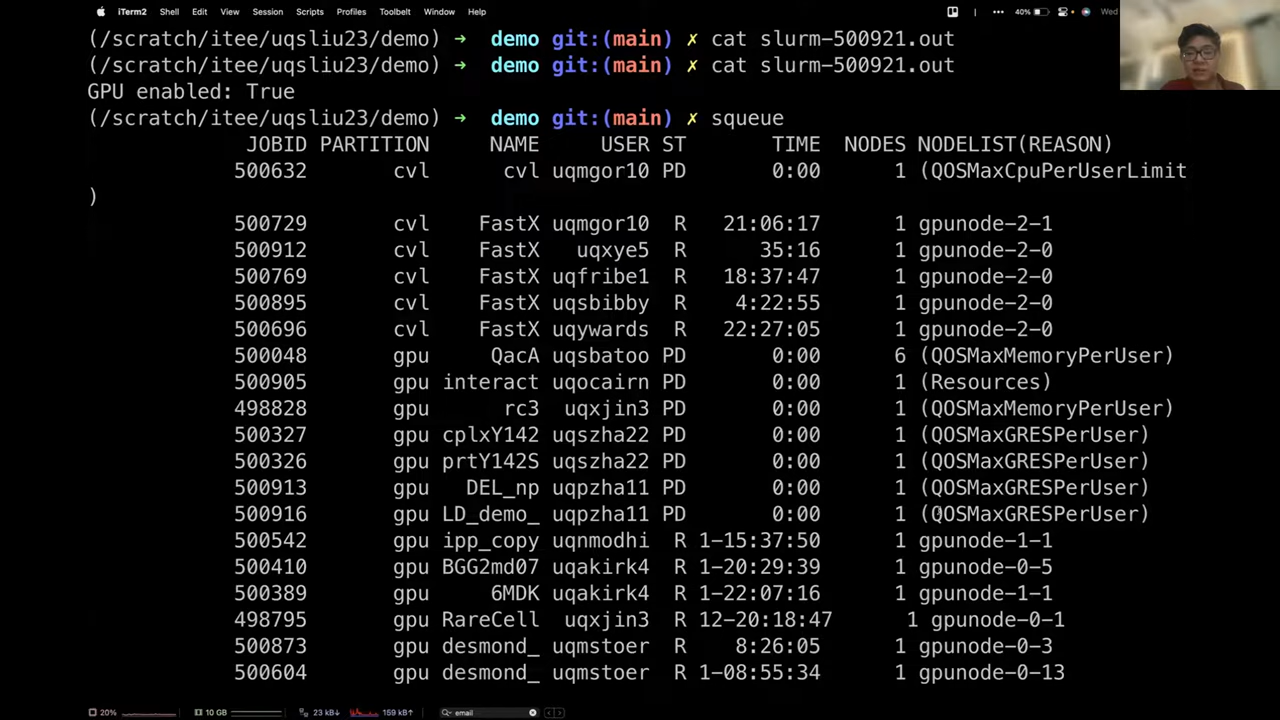 iTerm2 Shell Edit View Session Scripts Profiles Toolbelt Window Help 40% Wed
(/scratch/itee/uqsliu23/demo) → demo git:(main) ✗ cat slurm-500921.out
(/scratch/itee/uqsliu23/demo) → demo git:(main) ✗ cat slurm-500921.out
GPU enabled: True
(/scratch/itee/uqsliu23/demo) → demo git:(main) ✗ squeue
JOBID PARTITION NAME USER ST TIME NODES NODELIST(REASON)
500632 cvl cvl uqmgor10 PD 0:00 1 (QOSMaxCpuPerUserLimit
)
500729 cvl FastX uqmgor10 R 21:06:17 1 gpunode-2-1
500912 cvl FastX uqxye5 R 35:16 1 gpunode-2-0
500769 cvl FastX uqfribe1 R 18:37:47 1 gpunode-2-0
500895 cvl FastX uqsbibby R 4:22:55 1 gpunode-2-0
500696 cvl FastX uqywards R 22:27:05 1 gpunode-2-0
500048 gpu QacA uqsbatoo PD 0:00 6 (QOSMaxMemoryPerUser)
500905 gpu interact uqocairn PD 0:00 1 (Resources)
498828 gpu rc3 uqxjin3 PD 0:00 1 (QOSMaxMemoryPerUser)
500327 gpu cplxY142 uqszha22 PD 0:00 1 (QOSMaxGRESPerUser)
500326 gpu prtY142S uqszha22 PD 0:00 1 (QOSMaxGRESPerUser)
500913 gpu DEL_np uqpzha11 PD 0:00 1 (QOSMaxGRESPerUser)
500916 gpu LD_demo_ uqpzha11 PD 0:00 1 (QOSMaxGRESPerUser)
500542 gpu ipp_copy uqnmodhi R 1-15:37:50 1 gpunode-1-1
500410 gpu BGG2md07 uqakirk4 R 1-20:29:39 1 gpunode-0-5
500389 gpu 6MDK uqakirk4 R 1-22:07:16 1 gpunode-1-1
498795 gpu RareCell uqxjin3 R 12-20:18:47 1 gpunode-0-1
500873 gpu desmond_ uqmstoer R 8:26:05 1 gpunode-0-3
500604 gpu desmond_ uqmstoer R 1-08:55:34 1 gpunode-0-13
20% 10 GB 23 kB↓ 159 kB↑ email